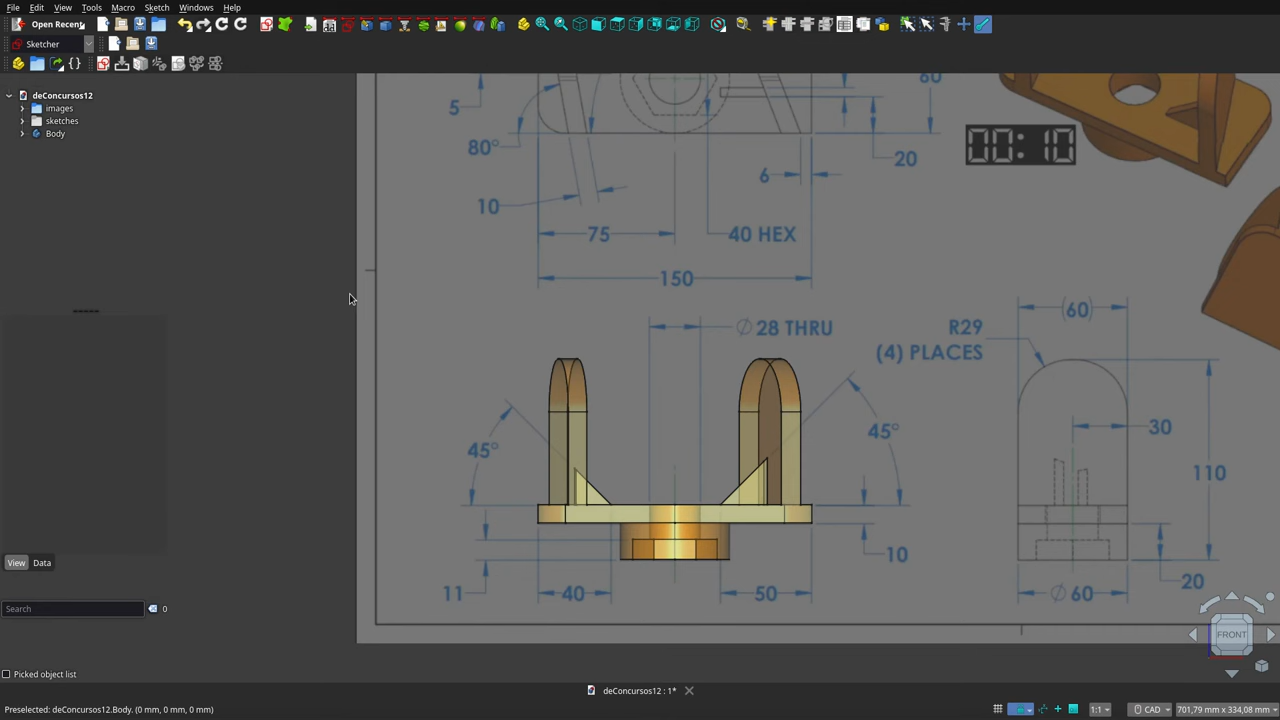 File Edit View Tools Macro Sketch Windows Help
Open Recent
Sketcher
deConcursos12
images
sketches
Body
View Data
Search
0
Picked object list
Preselected: deConcursos12.Body. (0 mm, 0 mm, 0 mm)
5
80°
10
75
40 HEX
150
6
20
60
00:10
Ø28 THRU
R29
(4) PLACES
(60)
45°
45°
30
110
11
40
50
10
20
Ø60
FRONT
deConcursos12 : 1*
1:1
CAD
701,79 mm x 334,08 mm